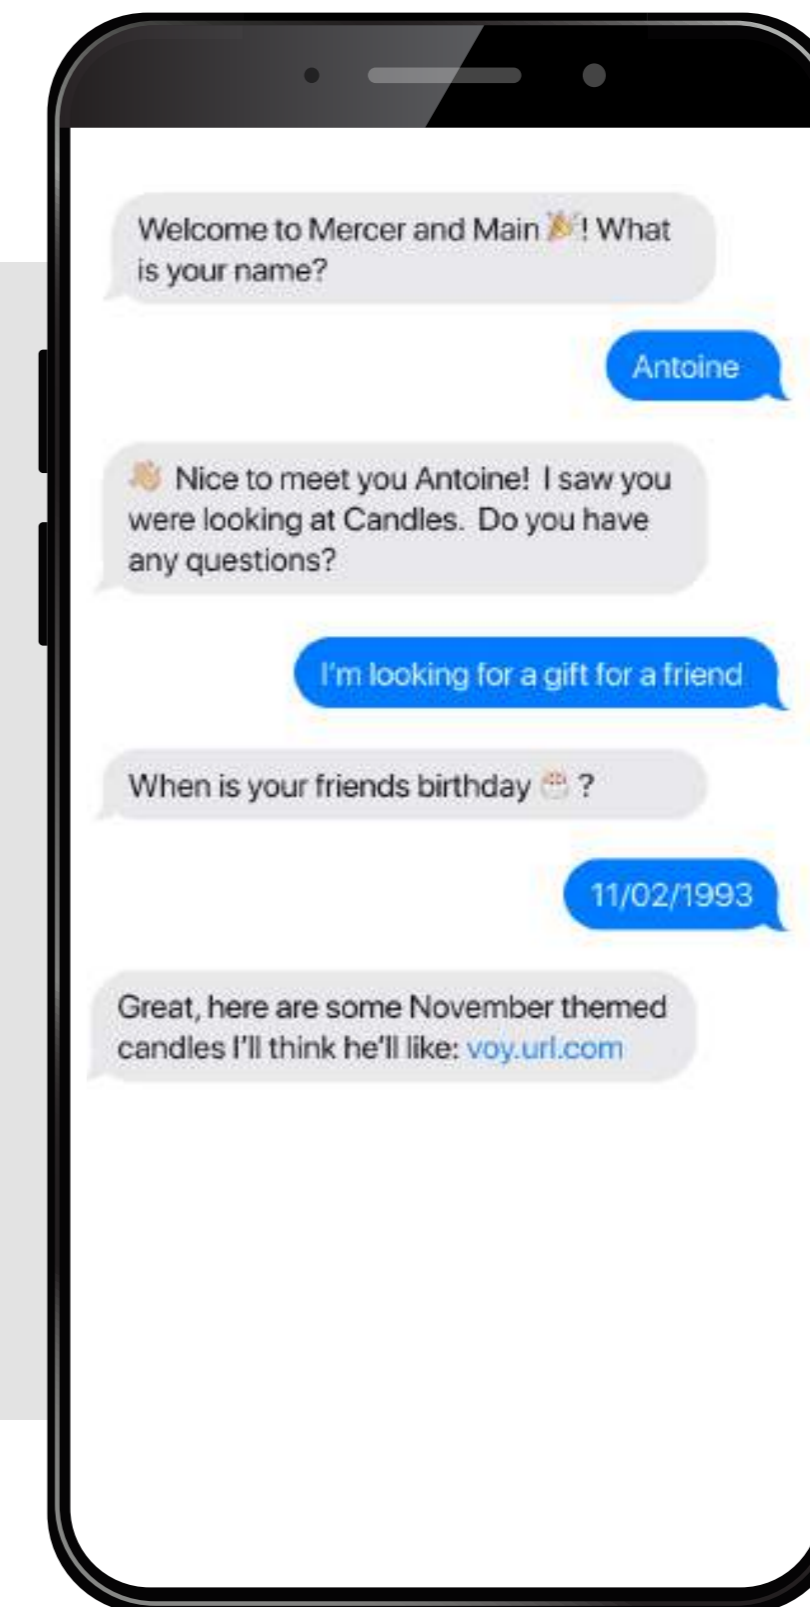 Welcome to Mercer and Main 🎉! What
is your name?
Antoine
👋 Nice to meet you Antoine! I saw you
were looking at Candles. Do you have
any questions?
I'm looking for a gift for a friend
When is your friends birthday 🎂 ?
11/02/1993
Great, here are some November themed
candles I'll think he'll like: voy.url.com